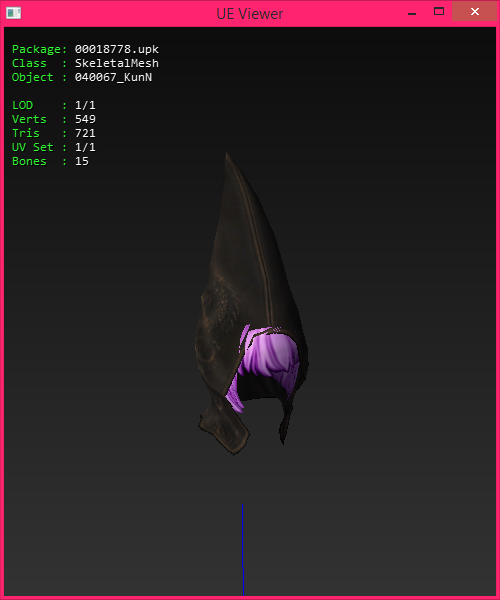 UE Viewer
Package: 00018778.upk
Class : SkeletalMesh
Object : 040067_KunN
LOD : 1/1
Verts : 549
Tris : 721
UV Set : 1/1
Bones : 15